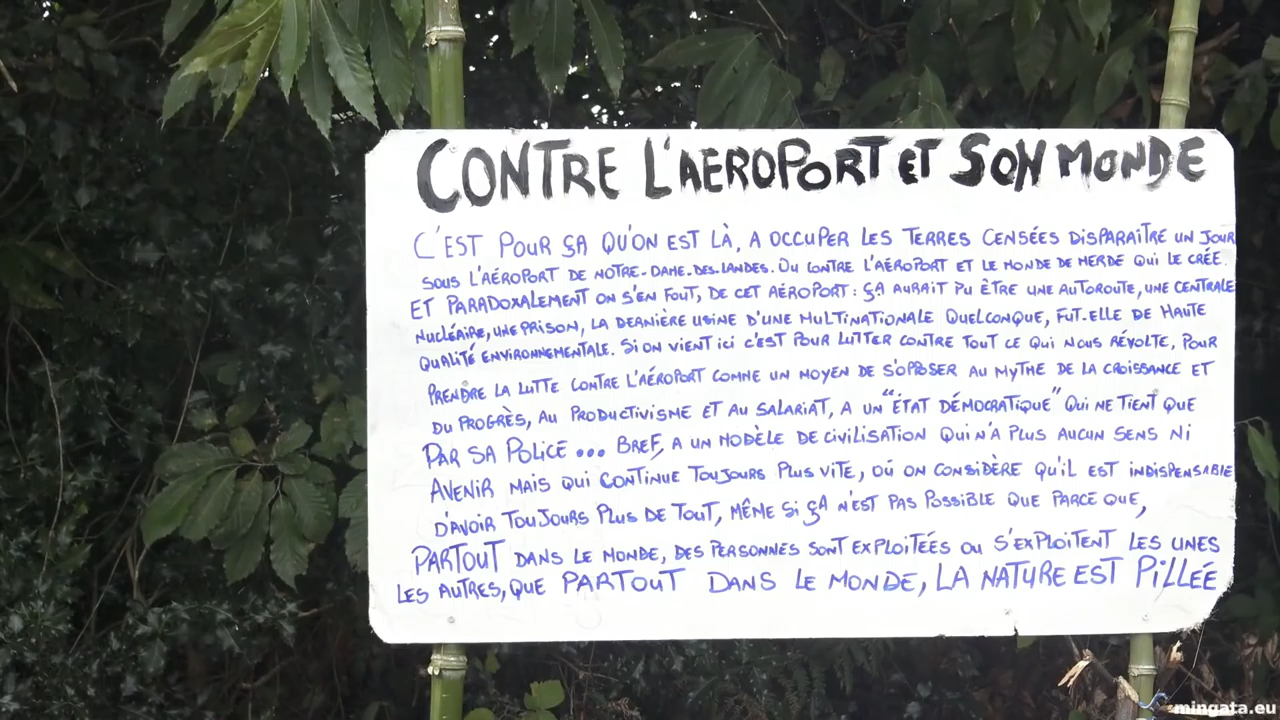 CONTRE L'AEROPORT ET SON MONDE
C'EST POUR ÇA QU'ON EST LÀ, A OCCUPER LES TERRES CENSÉES DISPARAÎTRE UN JOUR
SOUS L'AÉROPORT DE NOTRE-DAME-DES-LANDES. OU CONTRE L'AÉROPORT ET LE MONDE DE MERDE QUI LE CRÉE.
ET PARADOXALEMENT ON S'EN FOUT, DE CET AÉROPORT : ÇA AURAIT PU ÊTRE UNE AUTOROUTE, UNE CENTRALE
NUCLÉAIRE, UNE PRISON, LA DERNIÈRE USINE D'UNE MULTINATIONALE QUELCONQUE, FUT-ELLE DE HAUTE
QUALITÉ ENVIRONNEMENTALE. SI ON VIENT ICI C'EST POUR LUTTER CONTRE TOUT CE QUI NOUS RÉVOLTE, POUR
PRENDRE LA LUTTE CONTRE L'AÉROPORT COMME UN MOYEN DE S'OPPOSER AU MYTHE DE LA CROISSANCE ET
DU PROGRÈS, AU PRODUCTIVISME ET AU SALARIAT, A UN "ÉTAT DÉMOCRATIQUE" QUI NE TIENT QUE
PAR SA POLICE ... BREF, A UN MODÈLE DE CIVILISATION QUI N'A PLUS AUCUN SENS NI
AVENIR MAIS QUI CONTINUE TOUJOURS PLUS VITE, OÙ ON CONSIDÈRE QU'IL EST INDISPENSABLE
D'AVOIR TOUJOURS PLUS DE TOUT, MÊME SI ÇA N'EST PAS POSSIBLE QUE PARCE QUE,
PARTOUT DANS LE MONDE, DES PERSONNES SONT EXPLOITÉES OU S'EXPLOITENT LES UNES
LES AUTRES, QUE PARTOUT DANS LE MONDE, LA NATURE EST PILLÉE
mingata.eu